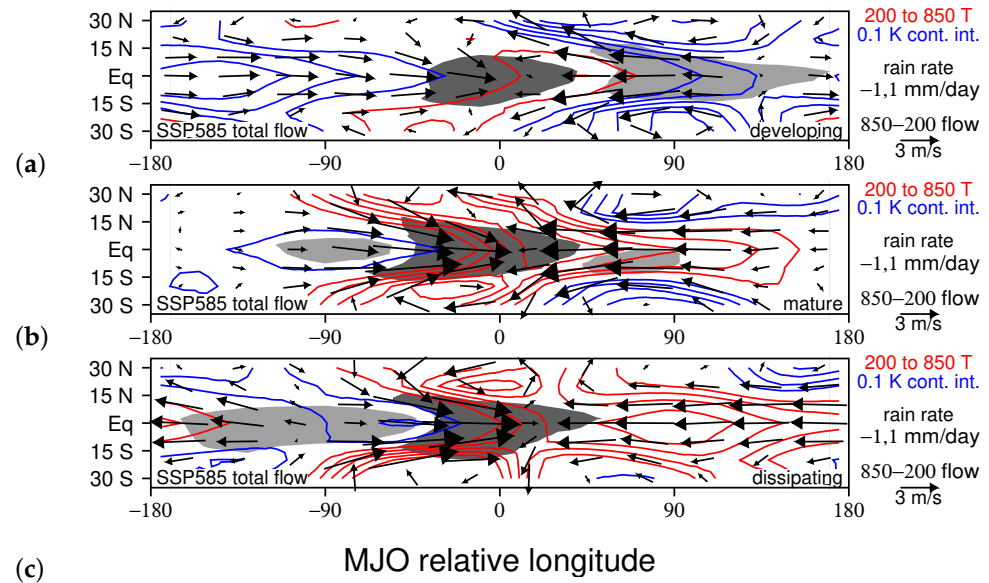 (a)
30 N
15 N
Eq
15 S
30 S
SSP585 total flow
developing
200 to 850 T
0.1 K cont. int.
rain rate
−1,1 mm/day
850−200 flow
3 m/s
−180
−90
0
90
180
(b)
30 N
15 N
Eq
15 S
30 S
SSP585 total flow
mature
200 to 850 T
0.1 K cont. int.
rain rate
−1,1 mm/day
850−200 flow
3 m/s
−180
−90
0
90
180
(c)
30 N
15 N
Eq
15 S
30 S
SSP585 total flow
dissipating
200 to 850 T
0.1 K cont. int.
rain rate
−1,1 mm/day
850−200 flow
3 m/s
−180
−90
0
90
180
MJO relative longitude